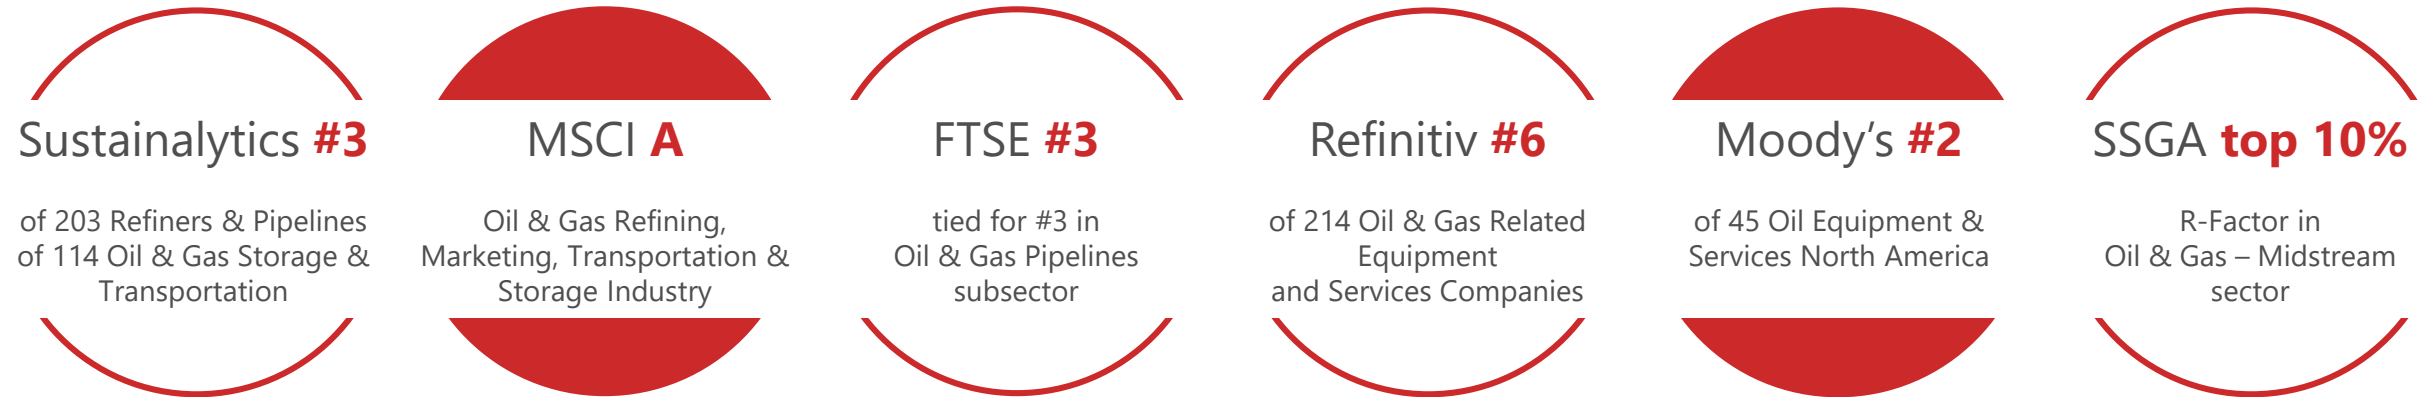 Sustainalytics #3
of 203 Refiners & Pipelines
of 114 Oil & Gas Storage &
Transportation
MSCI A
Oil & Gas Refining,
Marketing, Transportation &
Storage Industry
FTSE #3
tied for #3 in
Oil & Gas Pipelines
subsector
Refinitiv #6
of 214 Oil & Gas Related
Equipment
and Services Companies
Moody’s #2
of 45 Oil Equipment &
Services North America
SSGA top 10%
R-Factor in
Oil & Gas – Midstream
sector